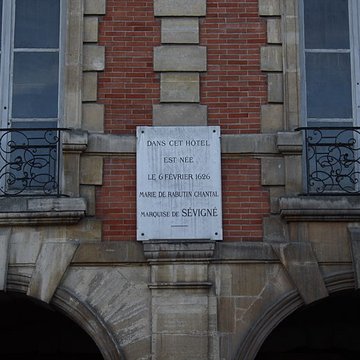 DANS CET HÔTEL
EST NÉE
LE 6 FÉVRIER 1626
MARIE DE RABUTIN CHANTAL
MARQUISE DE SÉVIGNÉ